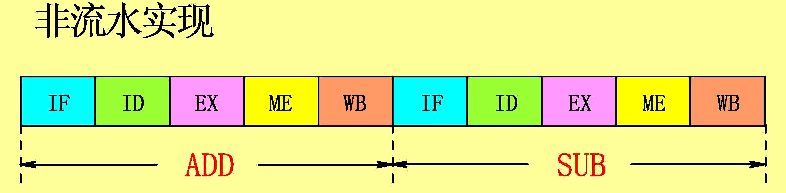 非流水实现
IF ID EX ME WB IF ID EX ME WB
ADD SUB